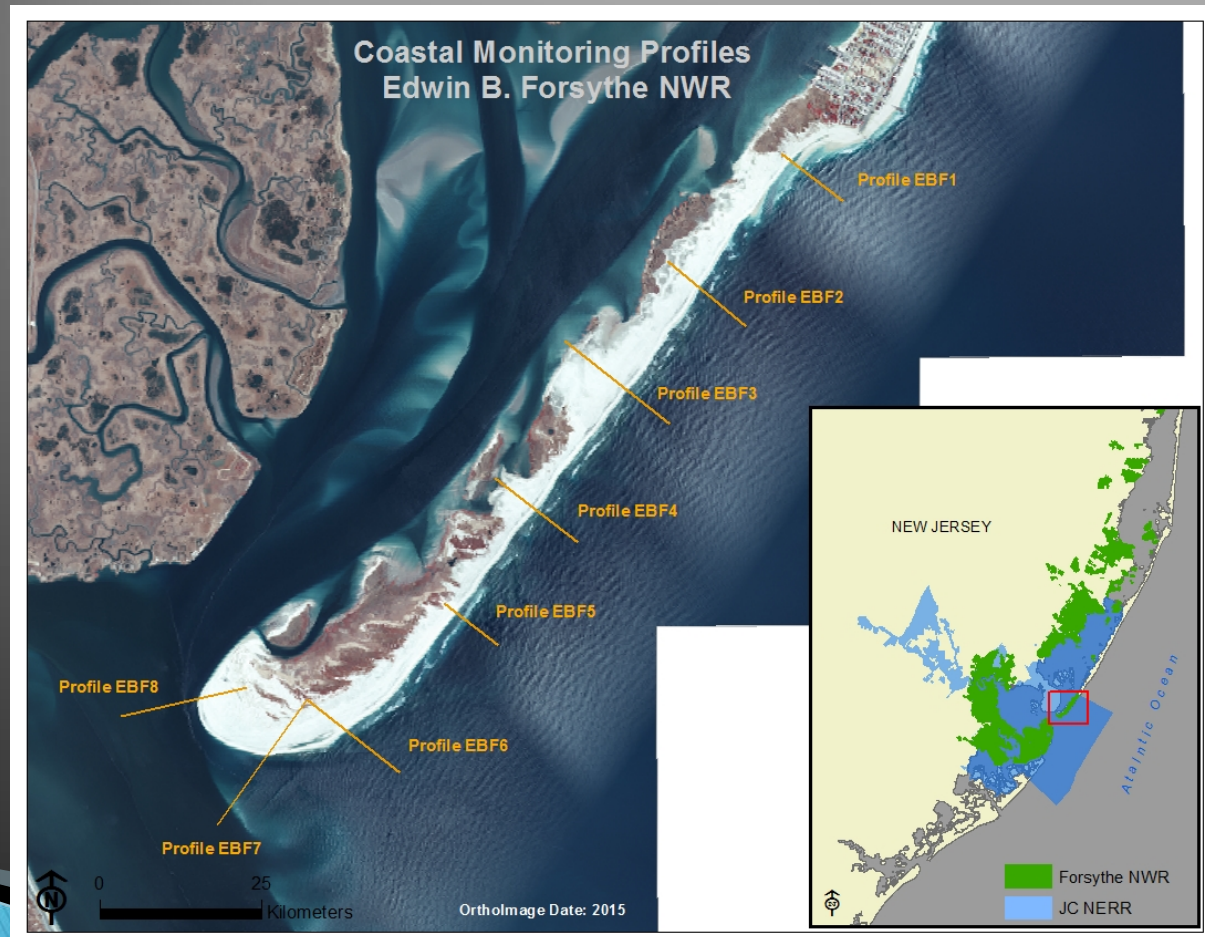 Coastal Monitoring Profiles
Edwin B. Forsythe NWR
Profile EBF1
Profile EBF2
Profile EBF3
Profile EBF4
Profile EBF5
Profile EBF8
Profile EBF6
Profile EBF7
N
0 25
Kilometers
OrthoImage Date: 2015
NEW JERSEY
Atalntic Ocean
Forsythe NWR
JC NERR